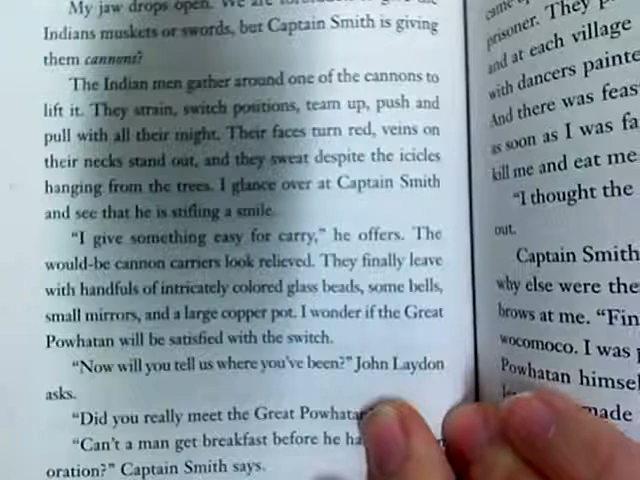 My jaw drops open. We are
Indians muskets or swords, but Captain Smith is giving
them cannons?
The Indian men gather around one of the cannons to
lift it. They strain, switch positions, team up, push and
pull with all their might. Their faces turn red, veins on
their necks stand out, and they sweat despite the icicles
hanging from the trees. I glance over at Captain Smith
and see that he is stifling a smile.
“I give something easy for carry,” he offers. The
would-be cannon carriers look relieved. They finally leave
with handfuls of intricately colored glass beads, some bells,
small mirrors, and a large copper pot. I wonder if the Great
Powhatan will be satisfied with the switch.
“Now will you tell us where you’ve been?” John Laydon
asks.
“Did you really meet the Great Powhatan
“Can’t a man get breakfast before he
oration?” Captain Smith says.
came
prisoner. They
and at each village
with dancers painte
And there was feas
as soon as I was fa
kill me and eat me
“I thought the
out.
Captain Smith
why else were the
brows at me. “Fin
wocomoco. I was
Powhatan himsel
made